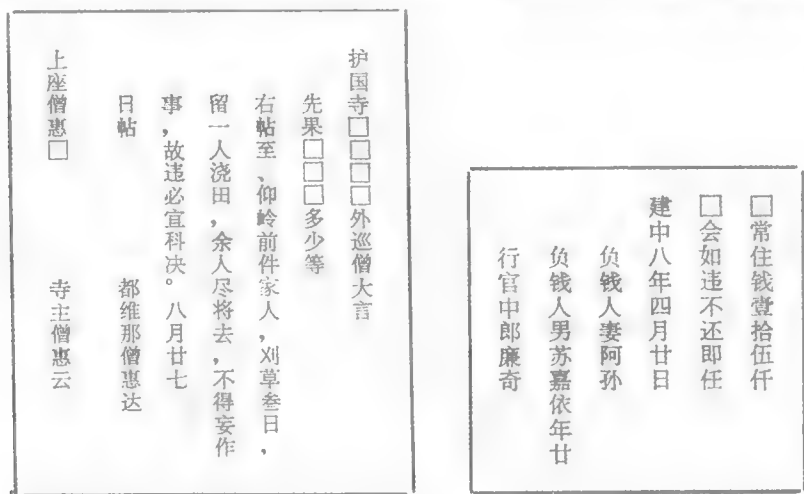 护国寺□□□□外巡僧大言
先果□□□多少等
右帖至、仰岭前件家人，刈草叁日，
留一人浇田，余人尽将去，不得妄作
事，故违必宜科决。八月廿七
日帖 都维那僧惠达
上座僧惠□ 寺主僧惠云
□常住钱壹拾伍仟
□会如违不还即任
建中八年四月廿日
负钱人妻阿孙
负钱人男苏嘉依年廿
行官中郎廉奇